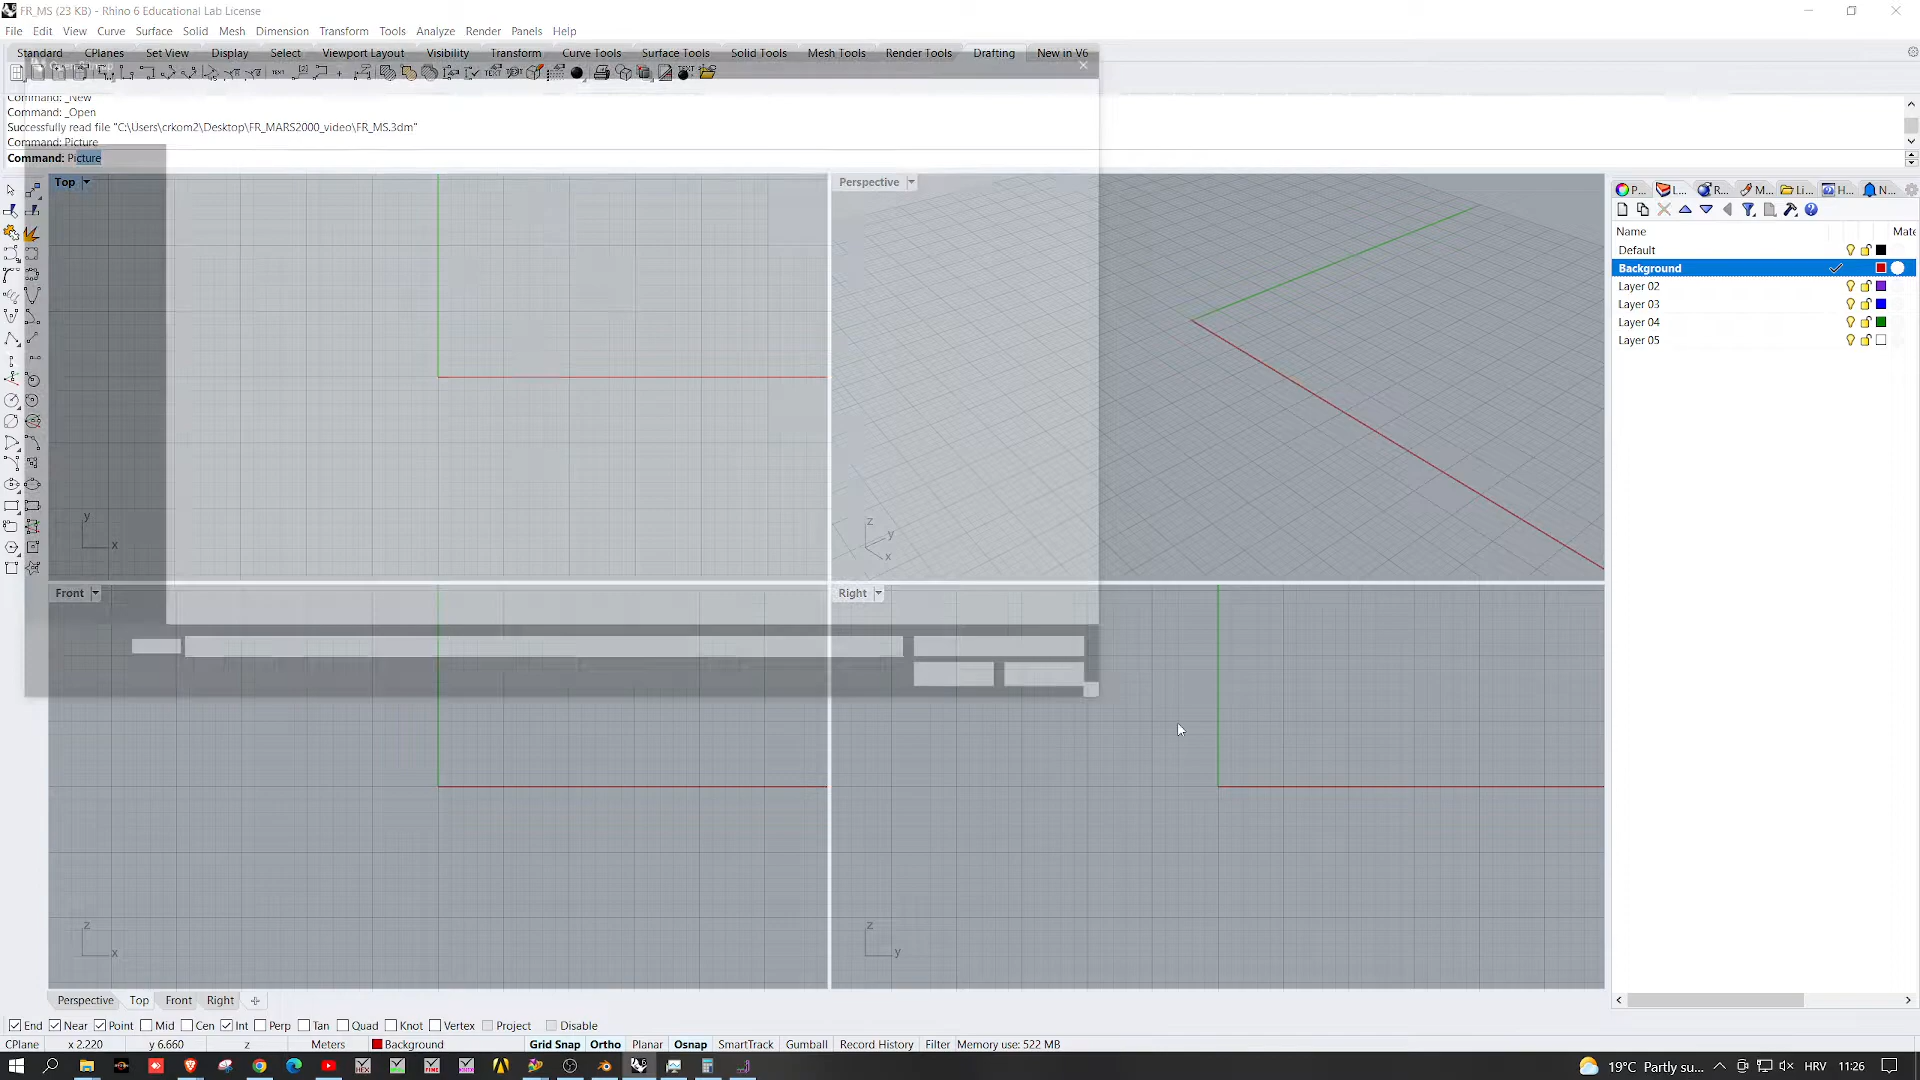 FR_MS (23 KB) - Rhino 6 Educational Lab License
File Edit View Curve Surface Solid Mesh Dimension Transform Tools Analyze Render Panels Help
Standard CPlanes Set View Display Select Viewport Layout Visibility Transform Curve Tools Surface Tools Solid Tools Mesh Tools Render Tools Drafting New in V6
Command: _New
Command: _Open
Successfully read file "C:\Users\crkom2\Desktop\FR_MARS2000_video\FR_MS.3dm"
Command: Picture
Command: Picture
Top
Perspective
P... L... R... M... Li... H... N...
Name Mate
Default
Background
Layer 02
Layer 03
Layer 04
Layer 05
y
x
z
y
x
Front
Right
z
x
z
y
Perspective Top Front Right
End Near Point Mid Cen Int Perp Tan Quad Knot Vertex Project Disable
CPlane x 2.220 y 6.660 z Meters Background Grid Snap Ortho Planar Osnap SmartTrack Gumball Record History Filter Memory use: 522 MB
19°C Partly su... HRV 11:26